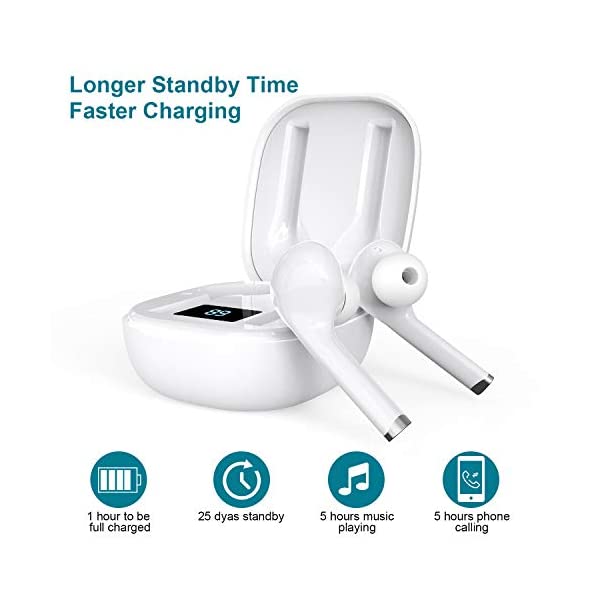 Longer Standby Time
Faster Charging
89
1 hour to be
full charged
25 dyas standby
5 hours music
playing
5 hours phone
calling